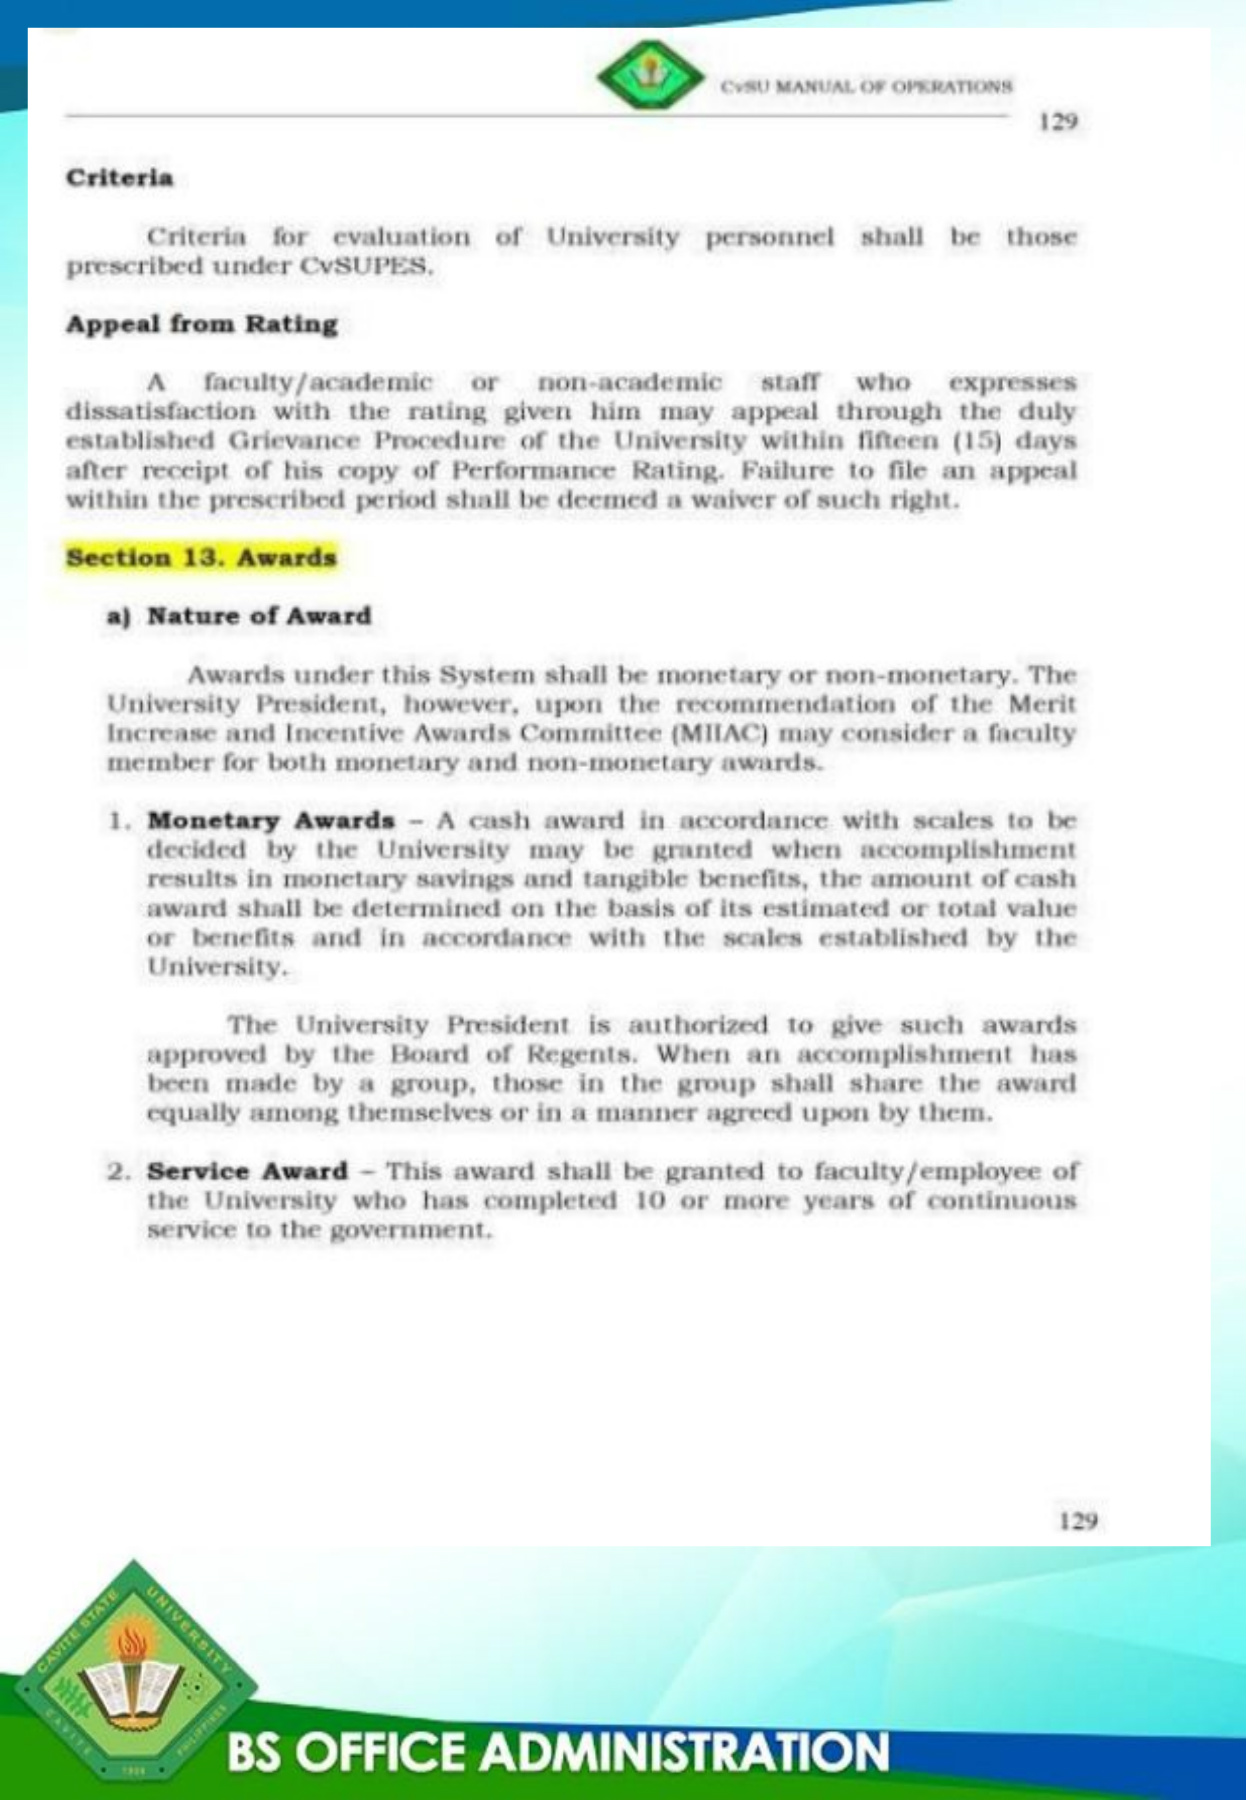 CvSU MANUAL OF OPERATIONS
129
Criteria
Criteria for evaluation of University personnel shall be those
prescribed under CvSUPES.
Appeal from Rating
A faculty/academic or non-academic staff who expresses
dissatisfaction with the rating given him may appeal through the duly
established Grievance Procedure of the University within fifteen (15) days
after receipt of his copy of Performance Rating. Failure to file an appeal
within the prescribed period shall be deemed a waiver of such right.
Section 13. Awards
a) Nature of Award
Awards under this System shall be monetary or non-monetary. The
University President, however, upon the recommendation of the Merit
Increase and Incentive Awards Committee (MIIAC) may consider a faculty
member for both monetary and non-monetary awards.
1. Monetary Awards – A cash award in accordance with scales to be
decided by the University may be granted when accomplishment
results in monetary savings and tangible benefits, the amount of cash
award shall be determined on the basis of its estimated or total value
or benefits and in accordance with the scales established by the
University.
The University President is authorized to give such awards
approved by the Board of Regents. When an accomplishment has
been made by a group, those in the group shall share the award
equally among themselves or in a manner agreed upon by them.
2. Service Award – This award shall be granted to faculty/employee of
the University who has completed 10 or more years of continuous
service to the government.
129
CAVITE STATE UNIVERSITY
CAVITE PHILIPPINES
1906
BS OFFICE ADMINISTRATION